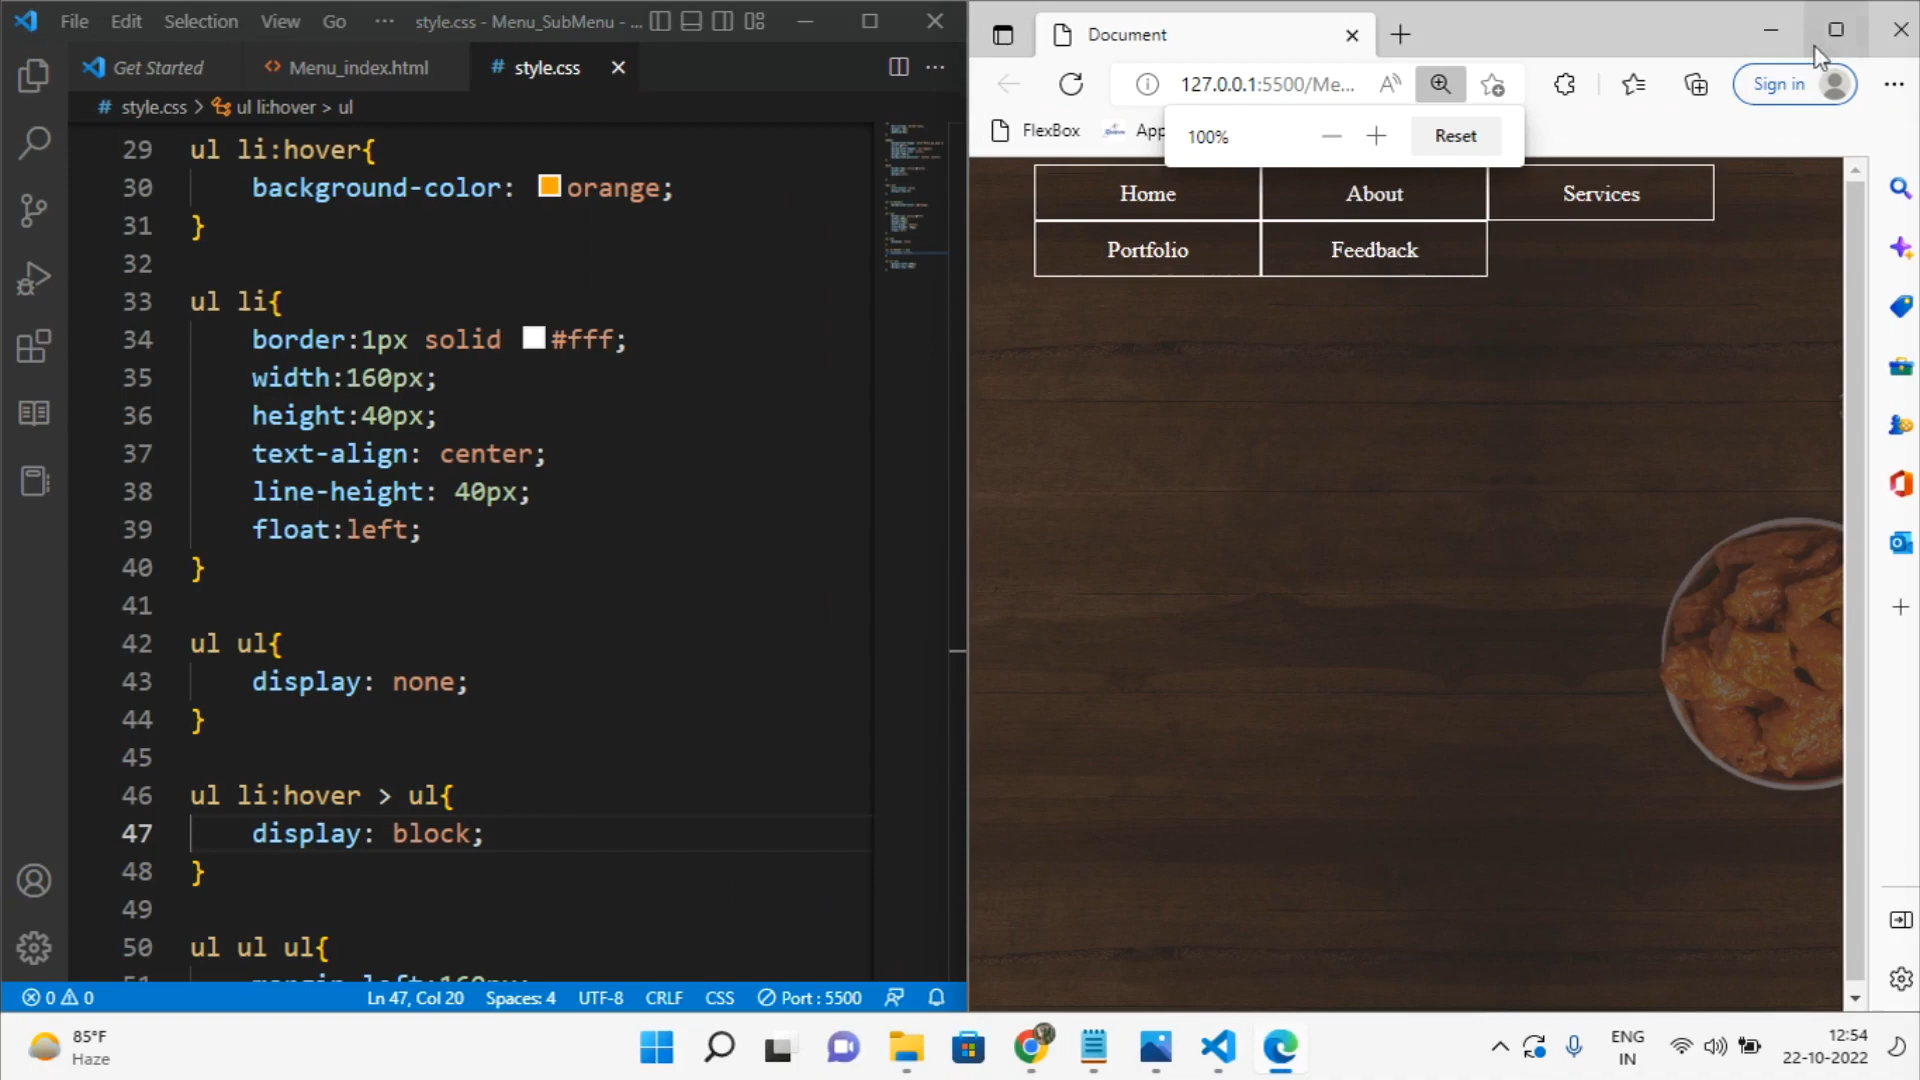 File Edit Selection View Go ··· style.css - Menu_SubMenu - ...
Get Started Menu_index.html # style.css
# style.css > ul li:hover > ul
29 ul li:hover{
30 background-color: orange;
31 }
32
33 ul li{
34 border:1px solid #fff;
35 width:160px;
36 height:40px;
37 text-align: center;
38 line-height: 40px;
39 float:left;
40 }
41
42 ul ul{
43 display: none;
44 }
45
46 ul li:hover > ul{
47 display: block;
48 }
49
50 ul ul ul{
51 margin-left:160px;
0 0 Ln 47, Col 20 Spaces: 4 UTF-8 CRLF CSS Port : 5500
Document
127.0.0.1:5500/Me... Sign in
FlexBox App
100% Reset
Home About Services
Portfolio Feedback
85°F
Haze
ENG
IN
12:54
22-10-2022